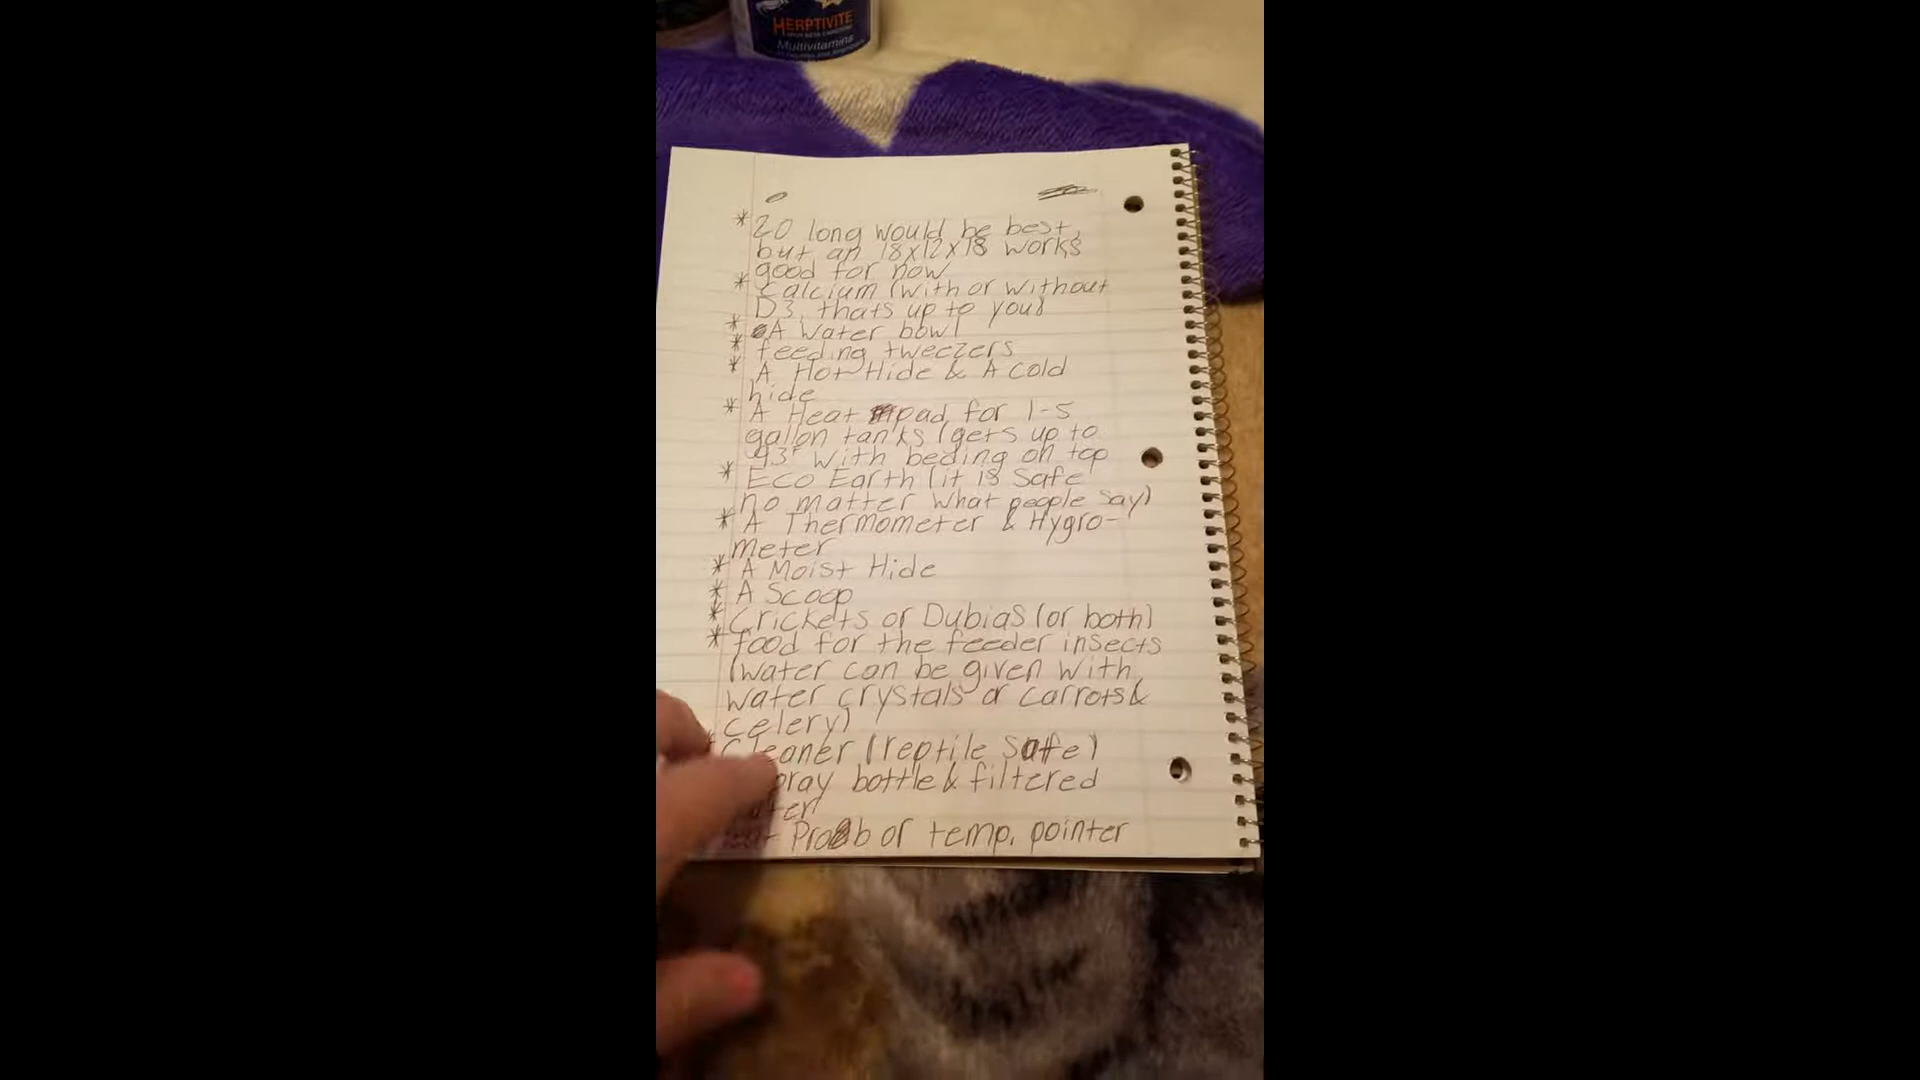 HERPTIVITE
Multivitamins
* 20 long would be best,
but an 18x12x18 works
good for now
* Calcium (with or without
D3, thats up to you)
* A Water bowl
* feeding tweezers
* A Hot Hide & A cold
hide
* A Heat pad for 1-5
gallon tanks (gets up to
93° with beding on top
* Eco Earth (it is safe
no matter what people say)
* A Thermometer & Hygro-
meter
* A Moist Hide
* A Scoop
* Crickets or Dubias (or both)
* food for the feeder insects
(water can be given with
water crystals or carrots &
celery)
Cleaner (reptile safe)
pray bottle & filtered
ater
Prob or temp. pointer